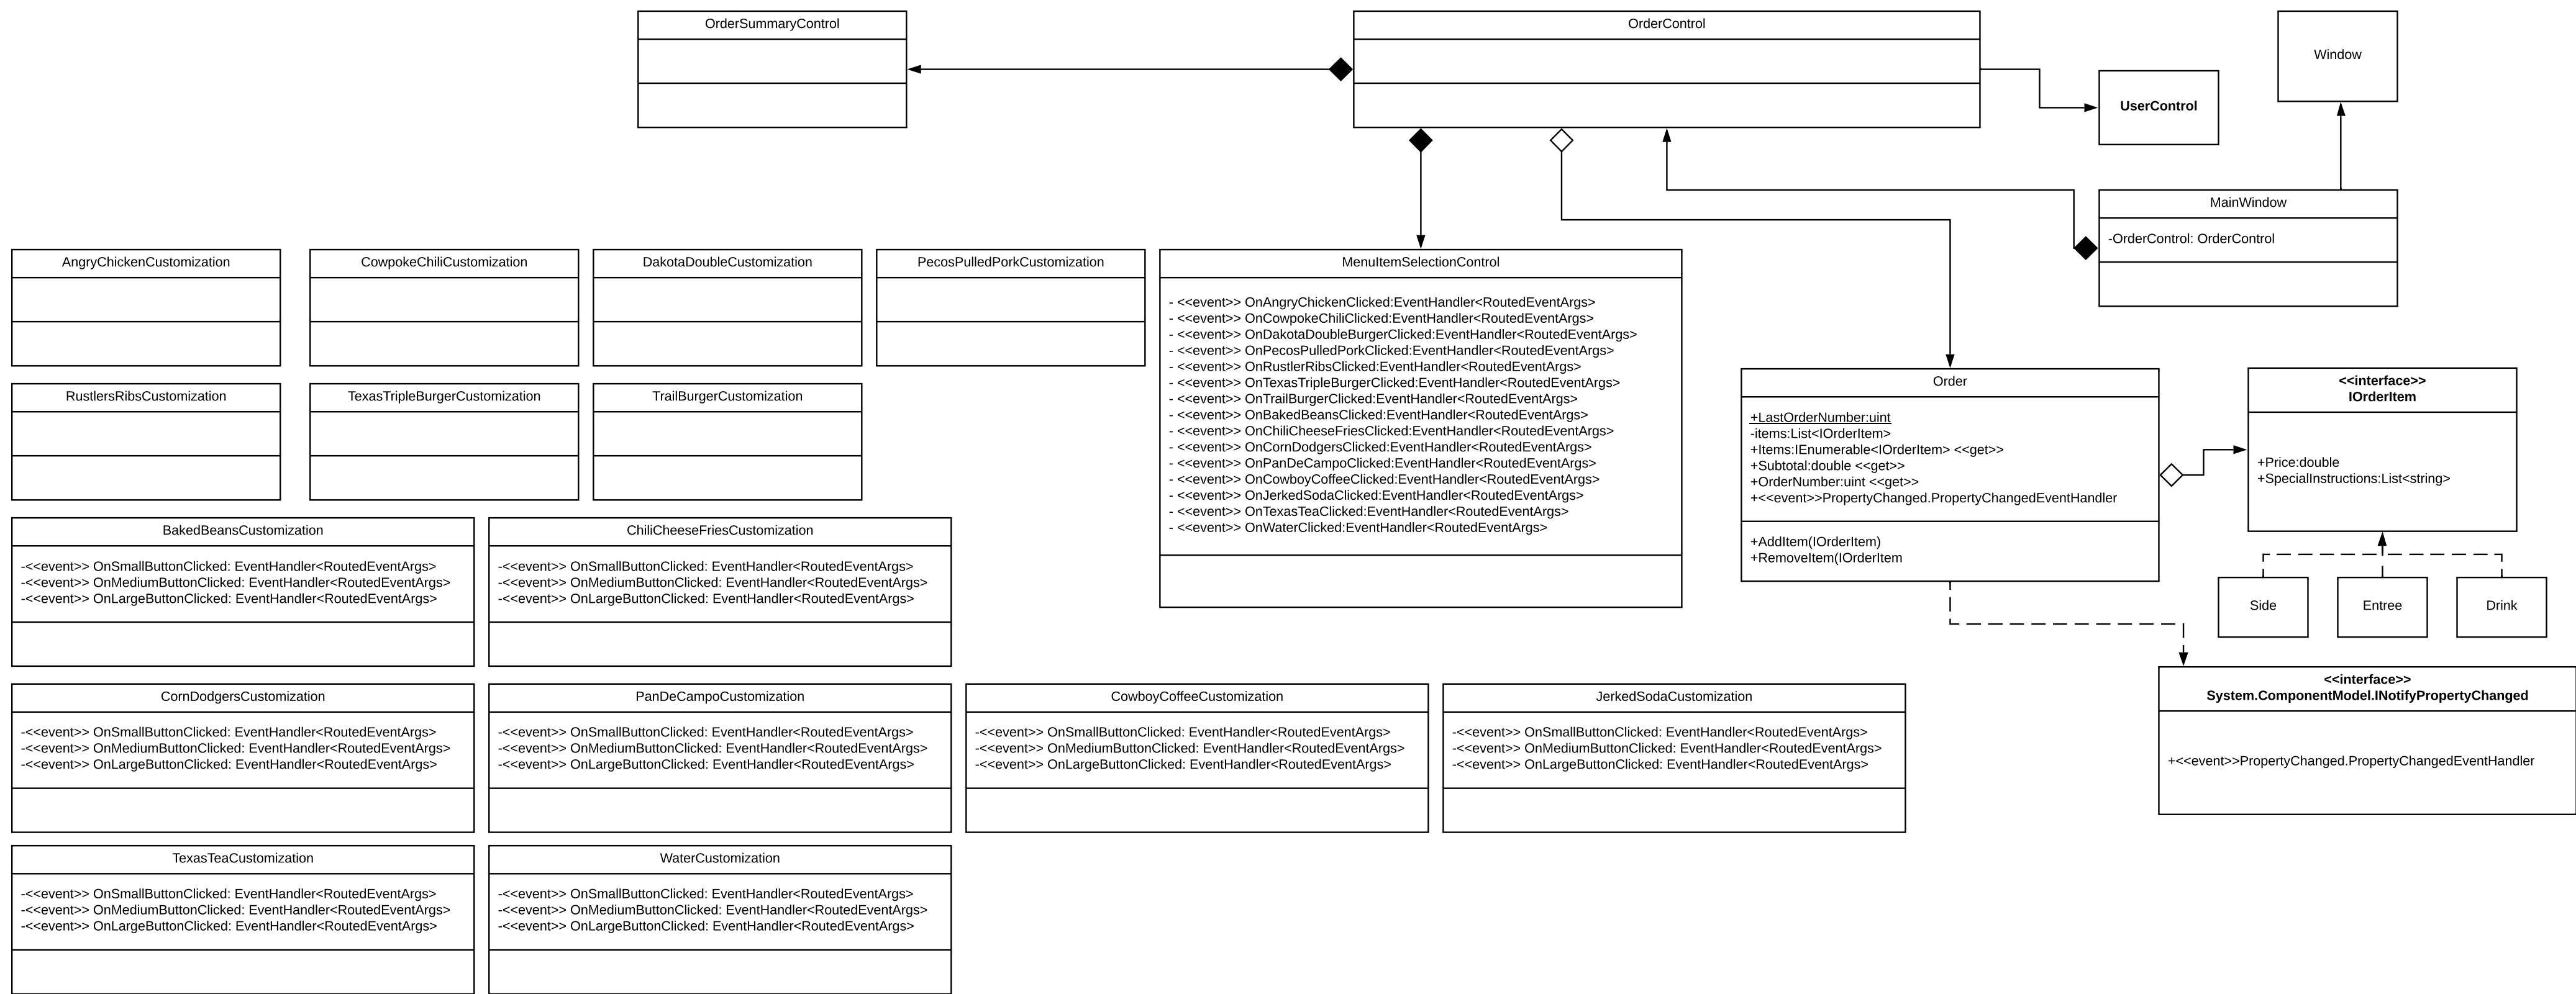 OrderSummaryControl
OrderControl
Window
UserControl
MainWindow
-OrderControl: OrderControl
AngryChickenCustomization
CowpokeChiliCustomization
DakotaDoubleCustomization
PecosPulledPorkCustomization
MenuItemSelectionControl
- <<event>> OnAngryChickenClicked:EventHandler<RoutedEventArgs>
- <<event>> OnCowpokeChiliClicked:EventHandler<RoutedEventArgs>
- <<event>> OnDakotaDoubleBurgerClicked:EventHandler<RoutedEventArgs>
- <<event>> OnPecosPulledPorkClicked:EventHandler<RoutedEventArgs>
- <<event>> OnRustlerRibsClicked:EventHandler<RoutedEventArgs>
- <<event>> OnTexasTripleBurgerClicked:EventHandler<RoutedEventArgs>
- <<event>> OnTrailBurgerClicked:EventHandler<RoutedEventArgs>
- <<event>> OnBakedBeansClicked:EventHandler<RoutedEventArgs>
- <<event>> OnChiliCheeseFriesClicked:EventHandler<RoutedEventArgs>
- <<event>> OnCornDodgersClicked:EventHandler<RoutedEventArgs>
- <<event>> OnPanDeCampoClicked:EventHandler<RoutedEventArgs>
- <<event>> OnCowboyCoffeeClicked:EventHandler<RoutedEventArgs>
- <<event>> OnJerkedSodaClicked:EventHandler<RoutedEventArgs>
- <<event>> OnTexasTeaClicked:EventHandler<RoutedEventArgs>
- <<event>> OnWaterClicked:EventHandler<RoutedEventArgs>
Order
+LastOrderNumber:uint
-items:List<IOrderItem>
+Items:IEnumerable<IOrderItem> <<get>>
+Subtotal:double <<get>>
+OrderNumber:uint <<get>>
+<<event>>PropertyChanged.PropertyChangedEventHandler
+AddItem(IOrderItem)
+RemoveItem(IOrderItem
<<interface>>
IOrderItem
+Price:double
+SpecialInstructions:List<string>
RustlersRibsCustomization
TexasTripleBurgerCustomization
TrailBurgerCustomization
BakedBeansCustomization
-<<event>> OnSmallButtonClicked: EventHandler<RoutedEventArgs>
-<<event>> OnMediumButtonClicked: EventHandler<RoutedEventArgs>
-<<event>> OnLargeButtonClicked: EventHandler<RoutedEventArgs>
ChiliCheeseFriesCustomization
-<<event>> OnSmallButtonClicked: EventHandler<RoutedEventArgs>
-<<event>> OnMediumButtonClicked: EventHandler<RoutedEventArgs>
-<<event>> OnLargeButtonClicked: EventHandler<RoutedEventArgs>
Side
Entree
Drink
<<interface>>
System.ComponentModel.INotifyPropertyChanged
+<<event>>PropertyChanged.PropertyChangedEventHandler
CornDodgersCustomization
-<<event>> OnSmallButtonClicked: EventHandler<RoutedEventArgs>
-<<event>> OnMediumButtonClicked: EventHandler<RoutedEventArgs>
-<<event>> OnLargeButtonClicked: EventHandler<RoutedEventArgs>
PanDeCampoCustomization
-<<event>> OnSmallButtonClicked: EventHandler<RoutedEventArgs>
-<<event>> OnMediumButtonClicked: EventHandler<RoutedEventArgs>
-<<event>> OnLargeButtonClicked: EventHandler<RoutedEventArgs>
CowboyCoffeeCustomization
-<<event>> OnSmallButtonClicked: EventHandler<RoutedEventArgs>
-<<event>> OnMediumButtonClicked: EventHandler<RoutedEventArgs>
-<<event>> OnLargeButtonClicked: EventHandler<RoutedEventArgs>
JerkedSodaCustomization
-<<event>> OnSmallButtonClicked: EventHandler<RoutedEventArgs>
-<<event>> OnMediumButtonClicked: EventHandler<RoutedEventArgs>
-<<event>> OnLargeButtonClicked: EventHandler<RoutedEventArgs>
TexasTeaCustomization
-<<event>> OnSmallButtonClicked: EventHandler<RoutedEventArgs>
-<<event>> OnMediumButtonClicked: EventHandler<RoutedEventArgs>
-<<event>> OnLargeButtonClicked: EventHandler<RoutedEventArgs>
WaterCustomization
-<<event>> OnSmallButtonClicked: EventHandler<RoutedEventArgs>
-<<event>> OnMediumButtonClicked: EventHandler<RoutedEventArgs>
-<<event>> OnLargeButtonClicked: EventHandler<RoutedEventArgs>